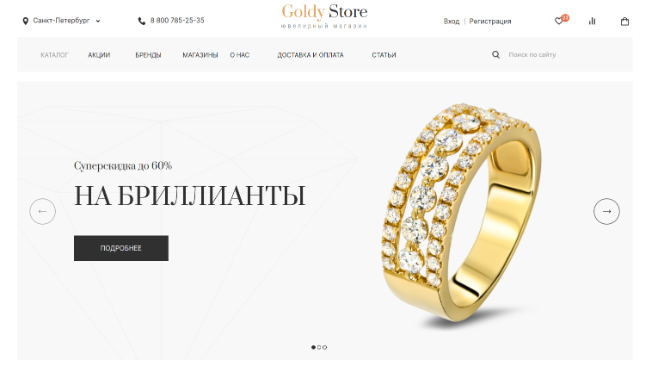 Санкт-Петербург
8 800 785-25-35
Goldy Store
ювелирный магазин
Вход | Регистрация
КАТАЛОГ АКЦИИ БРЕНДЫ МАГАЗИНЫ О НАС ДОСТАВКА И ОПЛАТА СТАТЬИ
Поиск по сайту
Суперскидка до 60%
НА БРИЛЛИАНТЫ
ПОДРОБНЕЕ